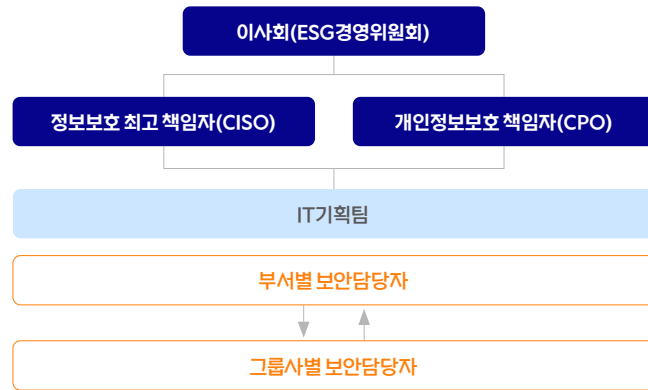 이사회(ESG경영위원회)
정보보호 최고 책임자(CISO)
개인정보보호 책임자(CPO)
IT기획팀
부서별 보안담당자
그룹사별 보안담당자